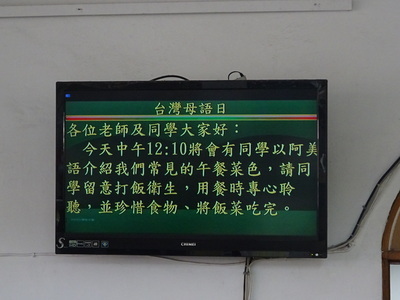 台灣母語日
各位老師及同學大家好：
今天中午12:10將會有同學以阿美
語介紹我們常見的午餐菜色，請同
學留意打飯衛生，用餐時專心聆
聽，並珍惜食物、將飯菜吃完。
CHIMEI